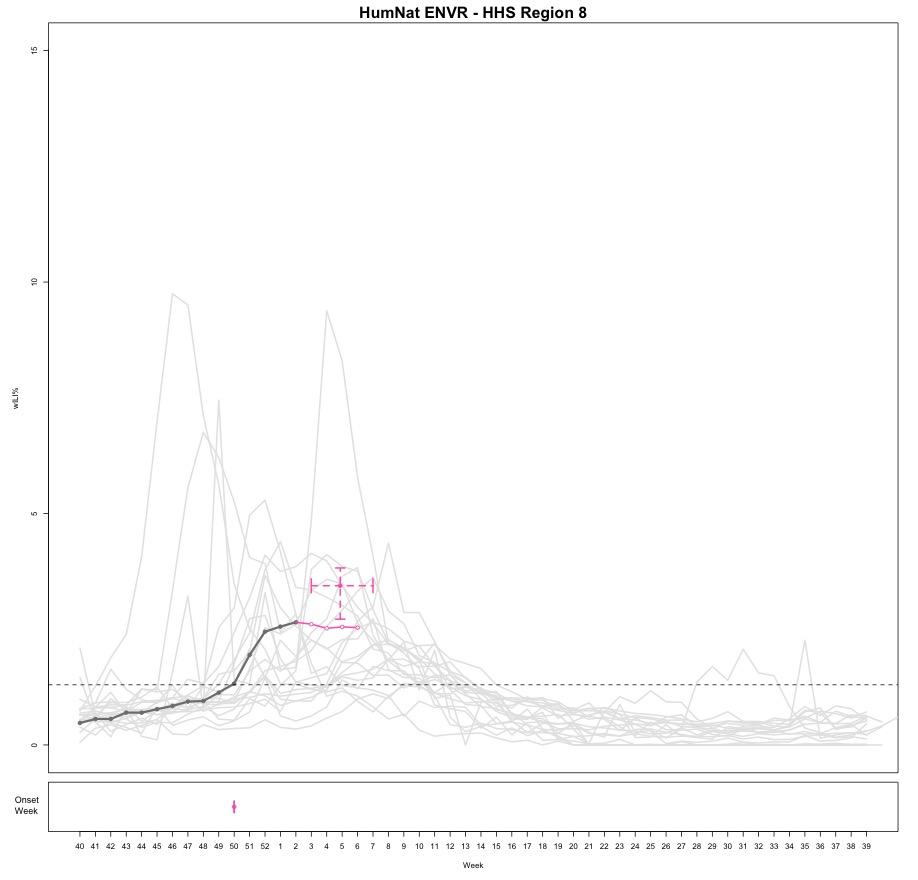 HumNat ENVR - HHS Region 8
15
10
5
0
wILI%
Onset
Week
40 41 42 43 44 45 46 47 48 49 50 51 52 1 2 3 4 5 6 7 8 9 10 11 12 13 14 15 16 17 18 19 20 21 22 23 24 25 26 27 28 29 30 31 32 33 34 35 36 37 38 39
Week